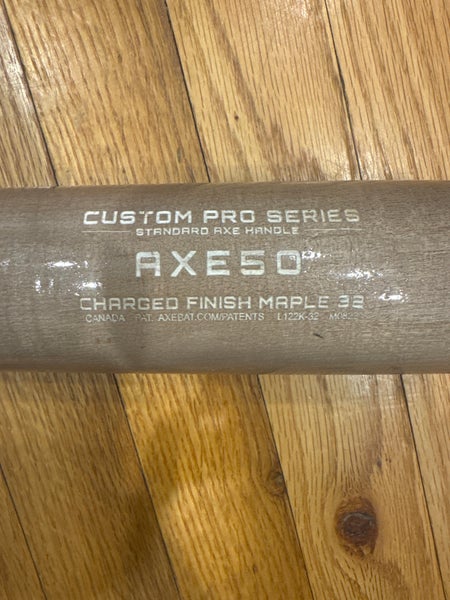 CUSTOM PRO SERIES
STANDARD AXE HANDLE
AXE50
CHARGED FINISH MAPLE 32
CANADA PAT. AXEBAT.COM/PATENTS L122K-32